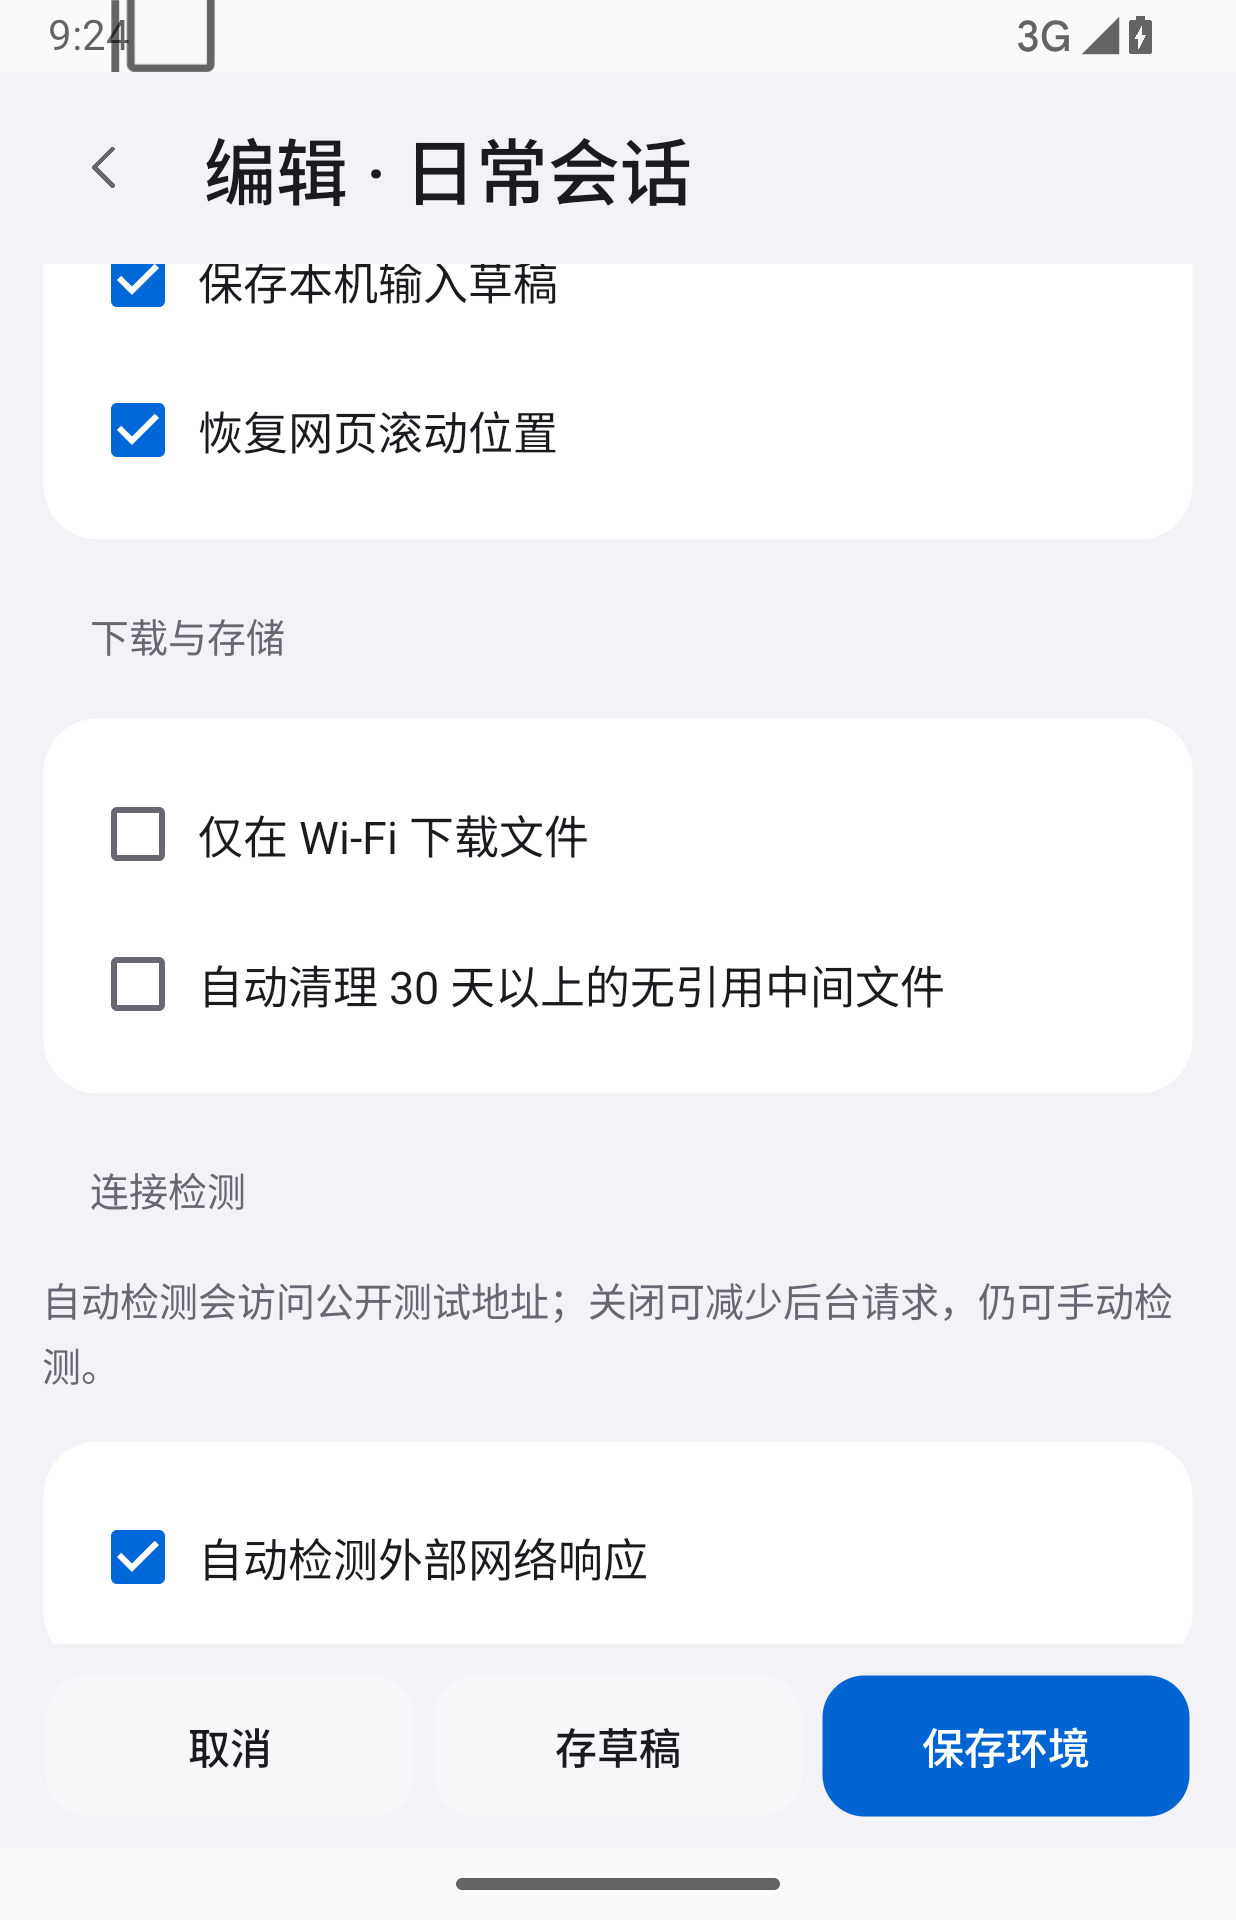 9:24
3G
编辑 · 日常会话
保存本机输入草稿
恢复网页滚动位置
下载与存储
仅在 Wi-Fi 下载文件
自动清理 30 天以上的无引用中间文件
连接检测
自动检测会访问公开测试地址；关闭可减少后台请求，仍可手动检
测。
自动检测外部网络响应
取消
存草稿
保存环境